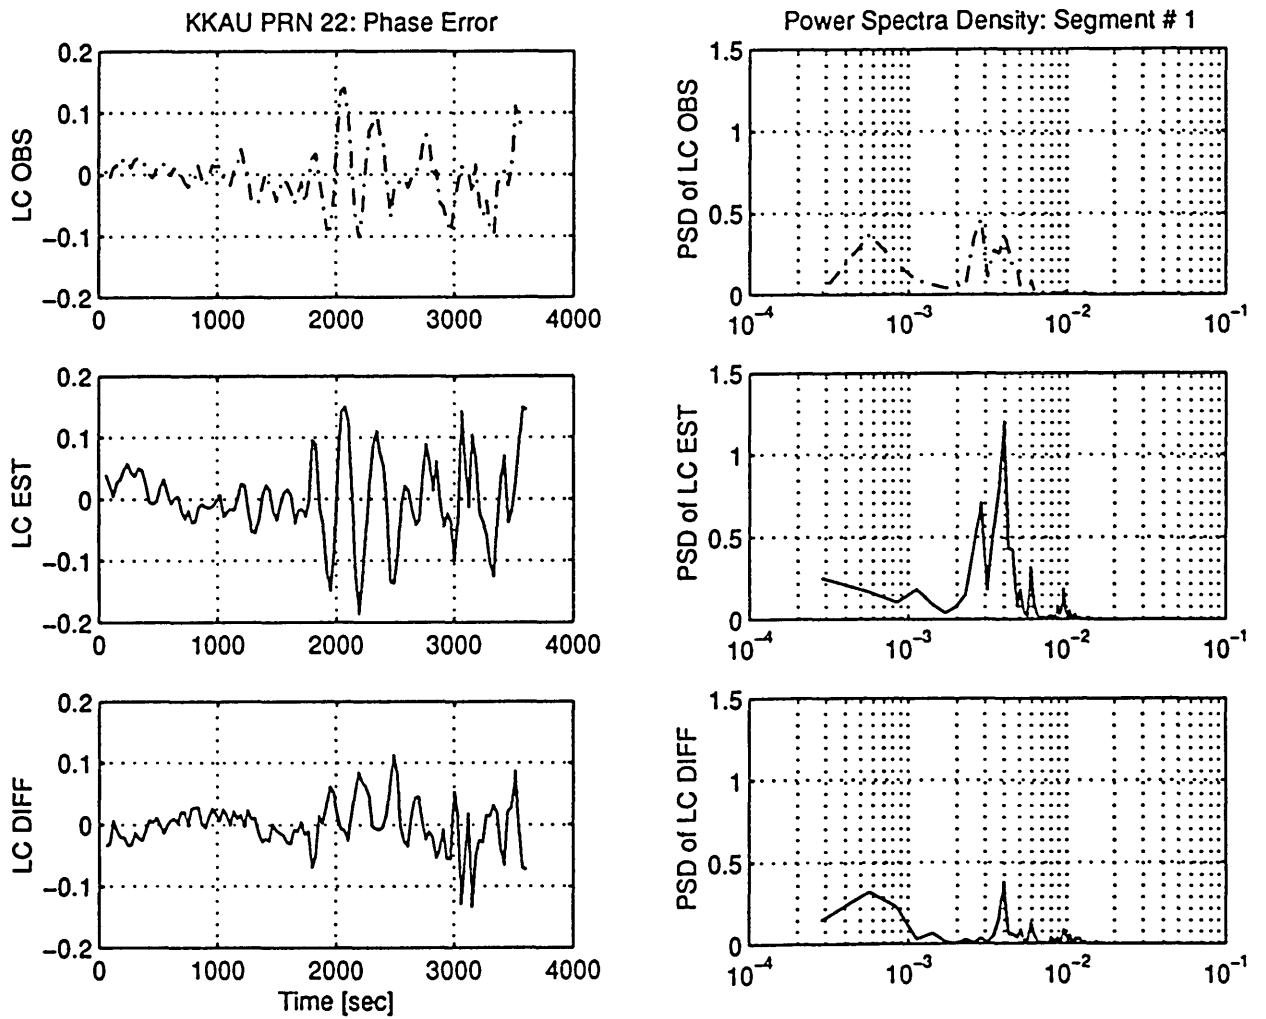 KKAU PRN 22: Phase Error
0.2
0.1
0
−0.1
−0.2
LC OBS
0 1000 2000 3000 4000
Power Spectra Density: Segment # 1
1.5
1
0.5
0
PSD of LC OBS
10⁻⁴ 10⁻³ 10⁻² 10⁻¹
0.2
0.1
0
−0.1
−0.2
LC EST
0 1000 2000 3000 4000
1.5
1
0.5
0
PSD of LC EST
10⁻⁴ 10⁻³ 10⁻² 10⁻¹
0.2
0.1
0
−0.1
−0.2
LC DIFF
0 1000 2000 3000 4000
Time [sec]
1.5
1
0.5
0
PSD of LC DIFF
10⁻⁴ 10⁻³ 10⁻² 10⁻¹